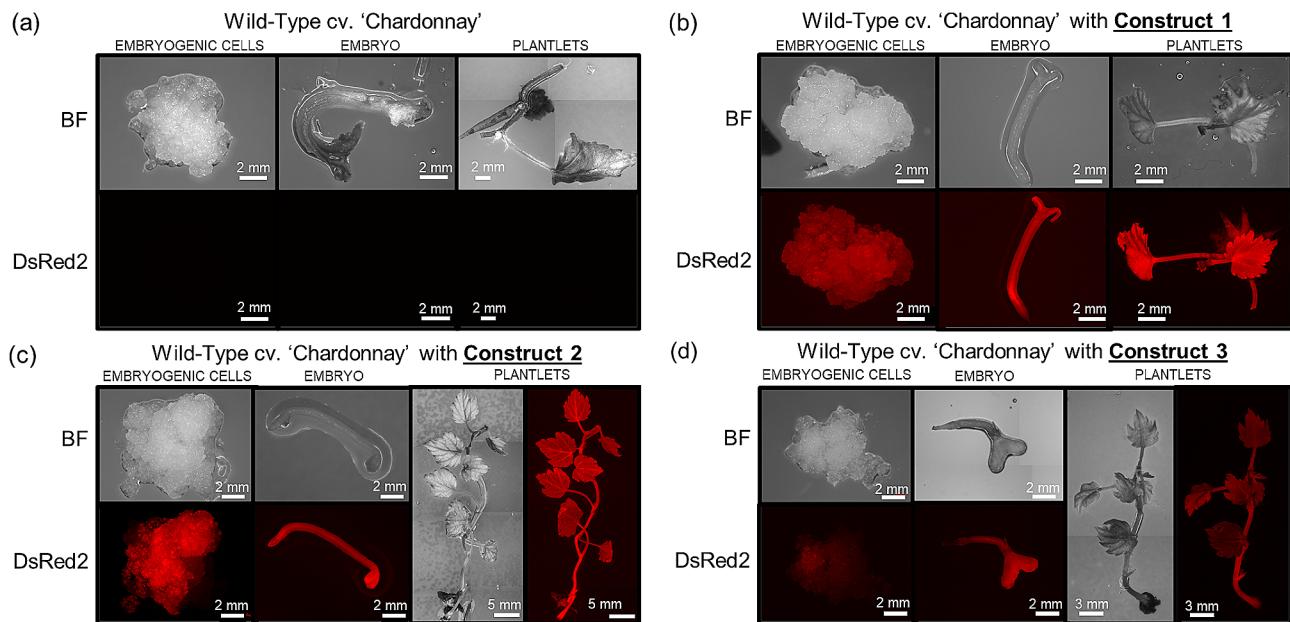 (a) Wild-Type cv. ‘Chardonnay’
EMBRYOGENIC CELLS EMBRYO PLANTLETS
BF
2 mm 2 mm 2 mm
DsRed2
2 mm 2 mm 2 mm
(b) Wild-Type cv. ‘Chardonnay’ with Construct 1
EMBRYOGENIC CELLS EMBRYO PLANTLETS
BF
2 mm 2 mm 2 mm
DsRed2
2 mm 2 mm 2 mm
(c) Wild-Type cv. ‘Chardonnay’ with Construct 2
EMBRYOGENIC CELLS EMBRYO PLANTLETS
BF
2 mm 2 mm
DsRed2
2 mm 2 mm 5 mm 5 mm
(d) Wild-Type cv. ‘Chardonnay’ with Construct 3
EMBRYOGENIC CELLS EMBRYO PLANTLETS
BF
2 mm 2 mm
DsRed2
2 mm 2 mm 3 mm 3 mm